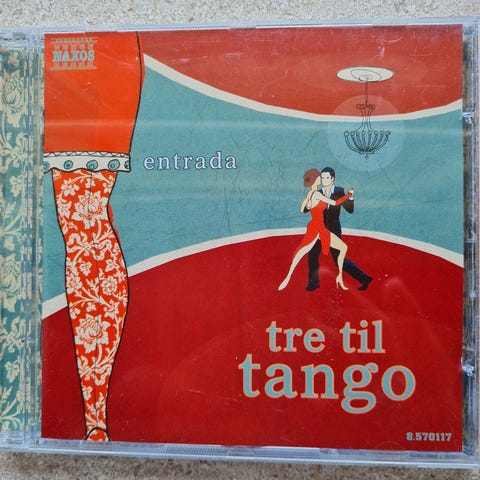 NAXOS
entrada
tre til
tango
8.570117